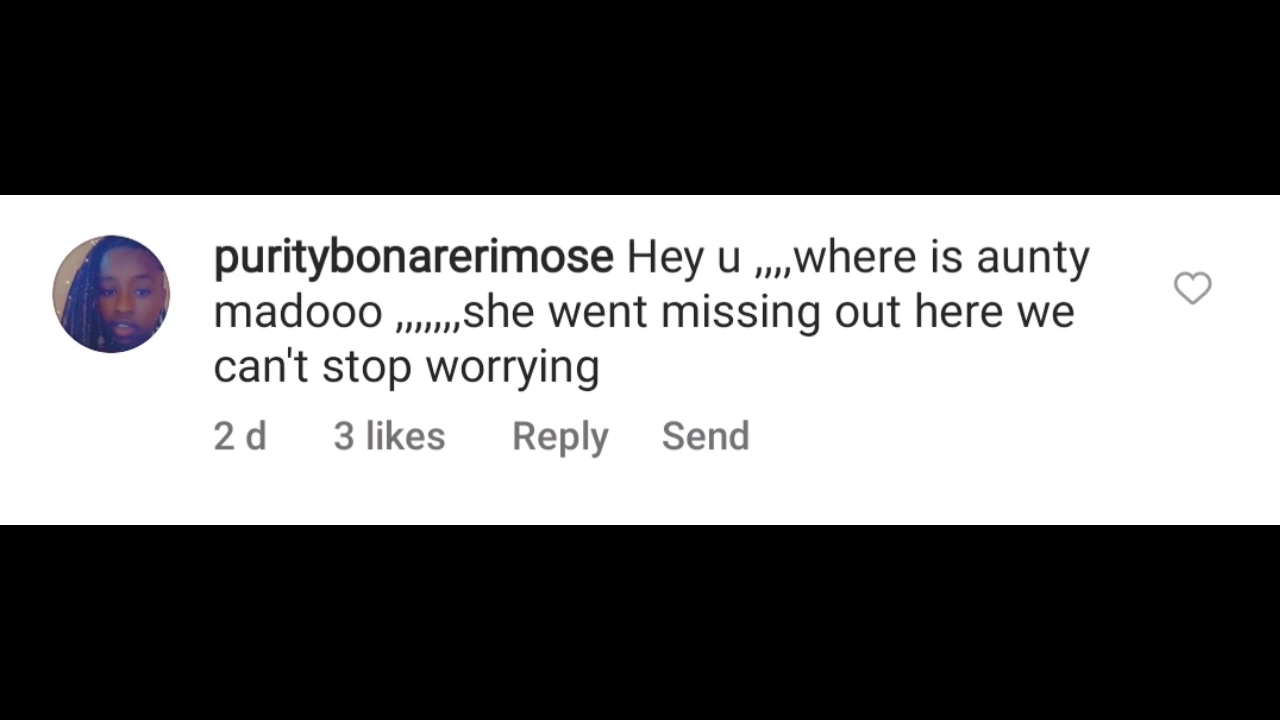 puritybonarerimose Hey u ,,,,where is aunty
madooo ,,,,,,,she went missing out here we
can't stop worrying
2 d 3 likes Reply Send